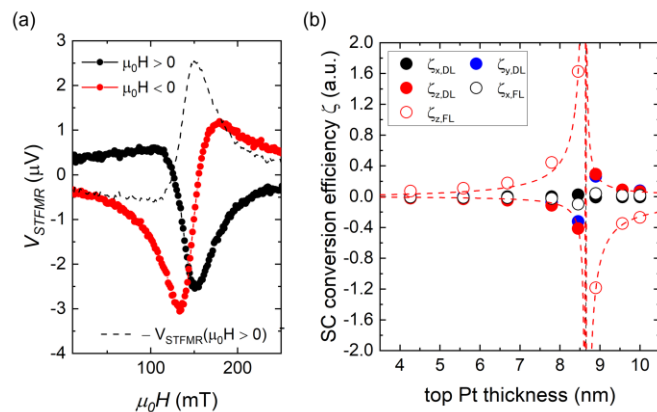 (a)
3
2
1
0
-1
-2
-3
-4
V_STFMR (μV)
μ₀H > 0
μ₀H < 0
– V_STFMR(μ₀H > 0)
100
200
μ₀H (mT)
(b)
2.0
1.6
1.2
0.8
0.4
0.0
-0.4
-0.8
-1.2
-1.6
-2.0
SC conversion efficiency ζ (a.u.)
ζx,DL ζy,DL
ζz,DL ζx,FL
ζz,FL
4 5 6 7 8 9 10
top Pt thickness (nm)